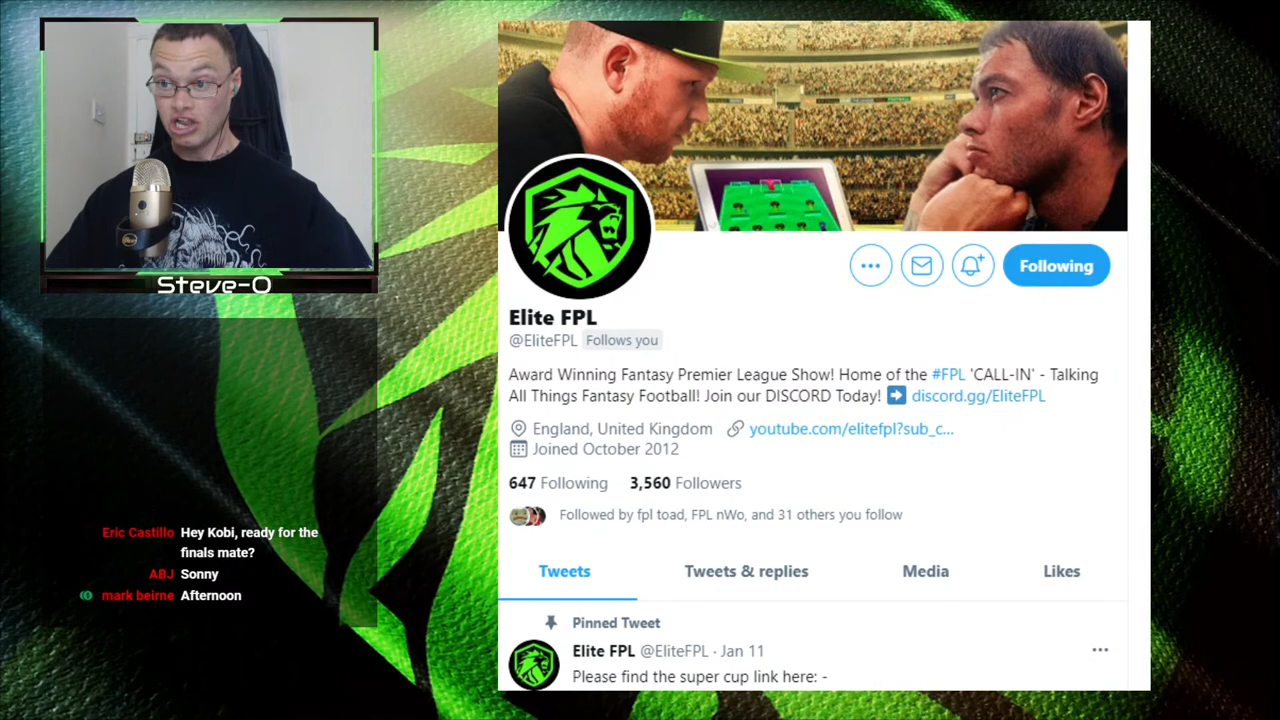 Steve-O
Eric Castillo Hey Kobi, ready for the
finals mate?
ABJ Sonny
mark beirne Afternoon
Following
Elite FPL
@EliteFPL Follows you
Award Winning Fantasy Premier League Show! Home of the #FPL 'CALL-IN' - Talking
All Things Fantasy Football! Join our DISCORD Today! ➡️ discord.gg/EliteFPL
England, United Kingdom youtube.com/elitefpl?sub_c...
Joined October 2012
647 Following 3,560 Followers
Followed by fpl toad, FPL nWo, and 31 others you follow
Tweets Tweets & replies Media Likes
Pinned Tweet
Elite FPL @EliteFPL · Jan 11
Please find the super cup link here: -